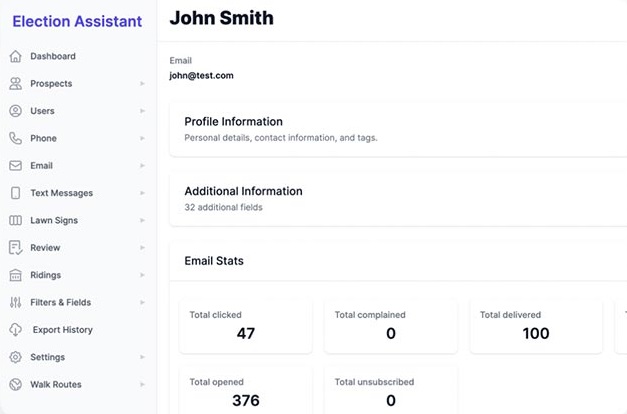 Election Assistant
Dashboard
Prospects
Users
Phone
Email
Text Messages
Lawn Signs
Review
Ridings
Filters & Fields
Export History
Settings
Walk Routes
John Smith
Email
john@test.com
Profile Information
Personal details, contact information, and tags.
Additional Information
32 additional fields
Email Stats
Total clicked
47
Total complained
0
Total delivered
100
Total opened
376
Total unsubscribed
0